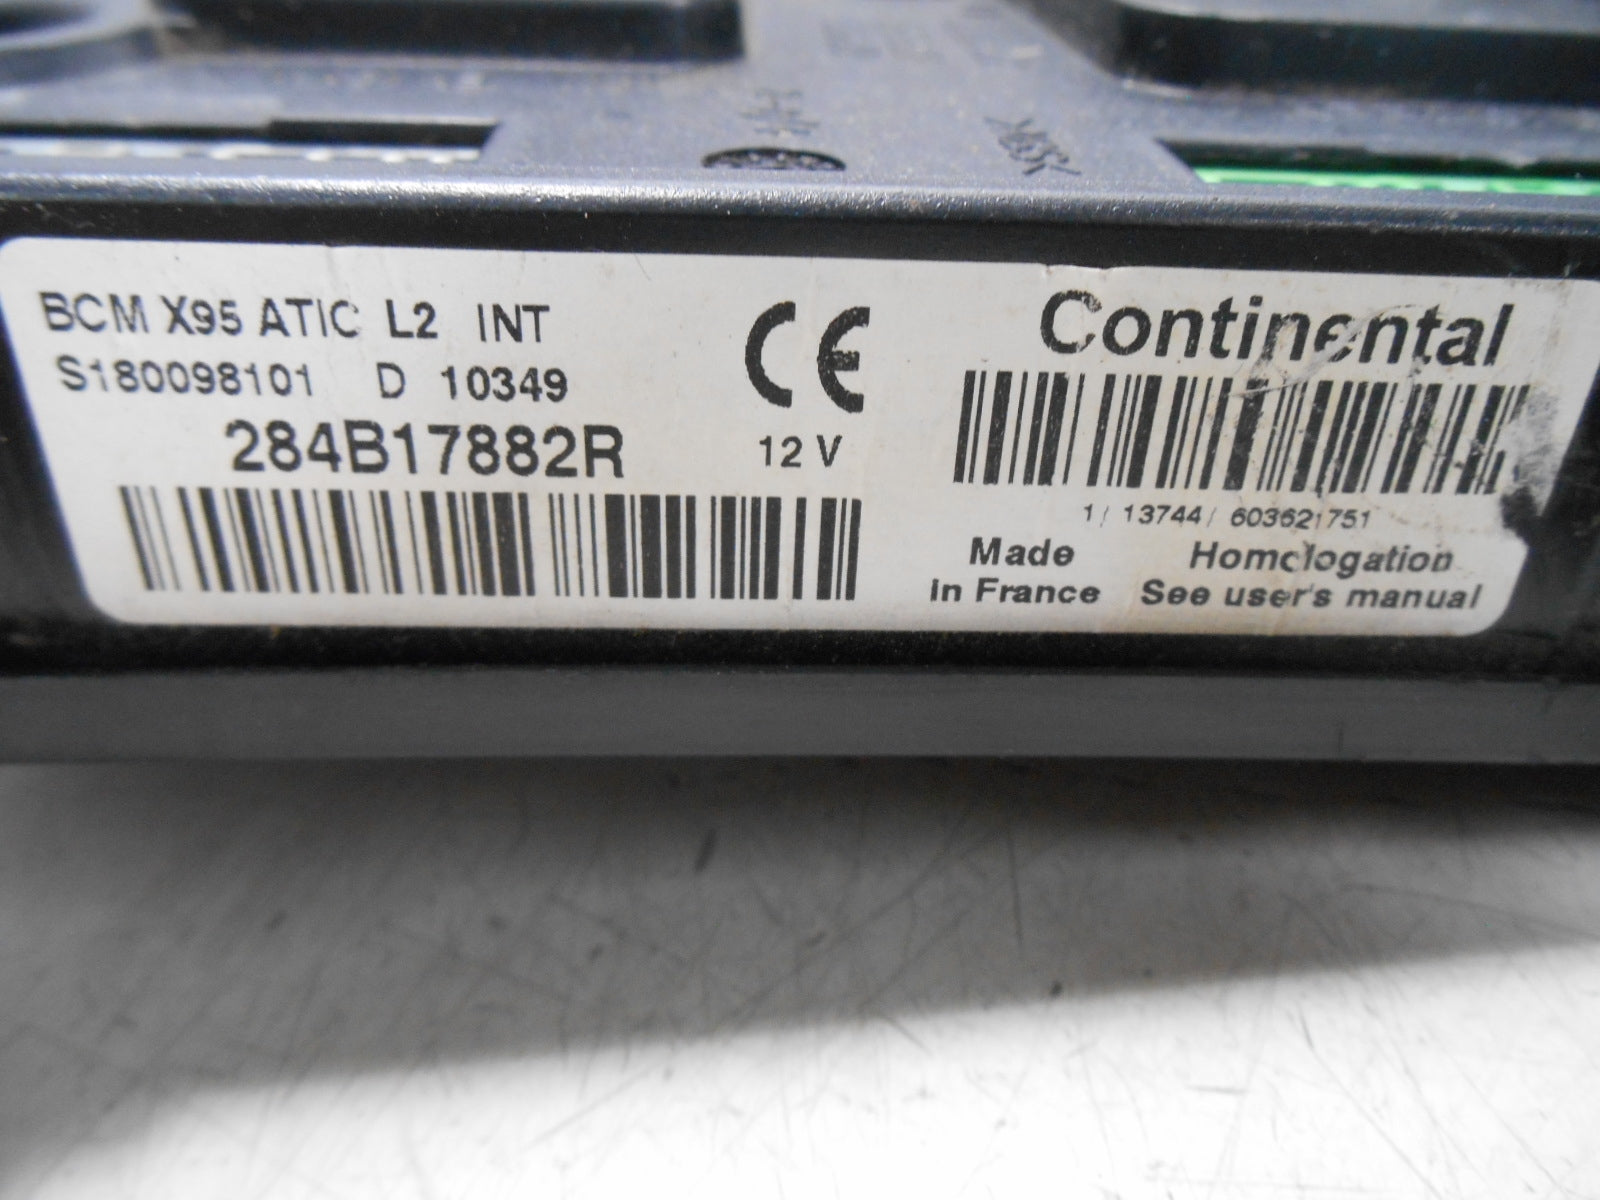 BCM X95 ATIC L2 INT
S180098101 D 10349
284B17882R
CE
12 V
Continental
1/ 13744/ 603621751
Made
in France
Homologation
See user's manual